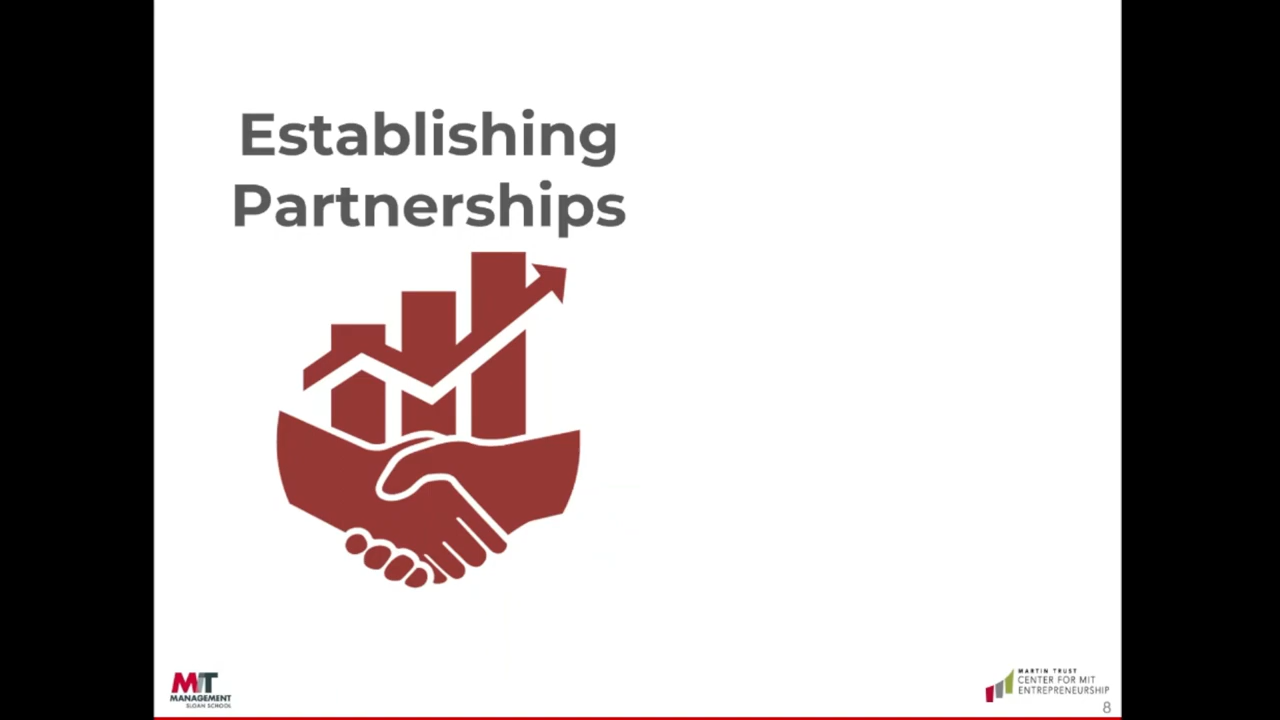 Establishing
Partnerships
MIT
MANAGEMENT
SLOAN SCHOOL
MARTIN TRUST
CENTER FOR MIT
ENTREPRENEURSHIP
8